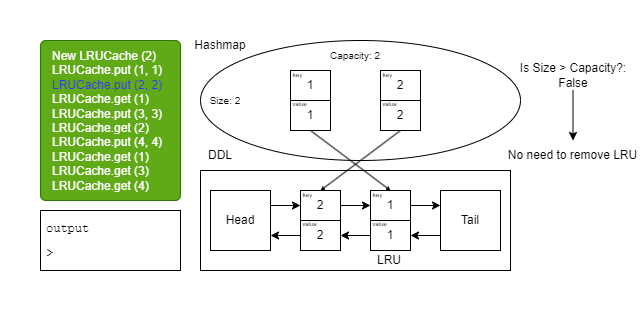 New LRUCache (2)
LRUCache.put (1, 1)
LRUCache.put (2, 2)
LRUCache.get (1)
LRUCache.put (3, 3)
LRUCache.get (2)
LRUCache.put (4, 4)
LRUCache.get (1)
LRUCache.get (3)
LRUCache.get (4)
output
>
Hashmap
Capacity: 2
Size: 2
key
1
value
1
key
2
value
2
DDL
Head
key
2
value
2
key
1
value
1
Tail
LRU
Is Size > Capacity?:
False
No need to remove LRU